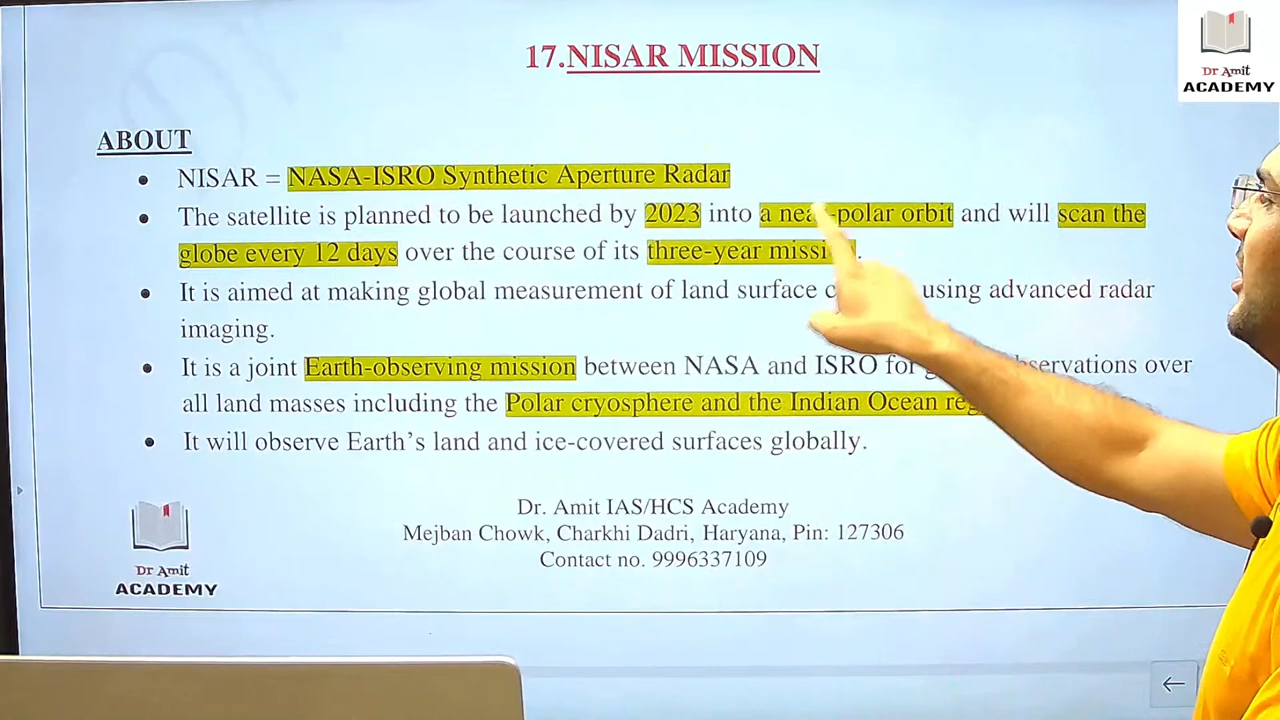 Dr Amit
ACADEMY
17.NISAR MISSION
ABOUT
NISAR = NASA-ISRO Synthetic Aperture Radar
The satellite is planned to be launched by 2023 into a near-polar orbit and will scan the
globe every 12 days over the course of its three-year missi
It is aimed at making global measurement of land surface using advanced radar
imaging.
It is a joint Earth-observing mission between NASA and ISRO for observations over
all land masses including the Polar cryosphere and the Indian Ocean
It will observe Earth's land and ice-covered surfaces globally.
Dr. Amit IAS/HCS Academy
Mejban Chowk, Charkhi Dadri, Haryana, Pin: 127306
Contact no. 9996337109
Dr Amit
ACADEMY